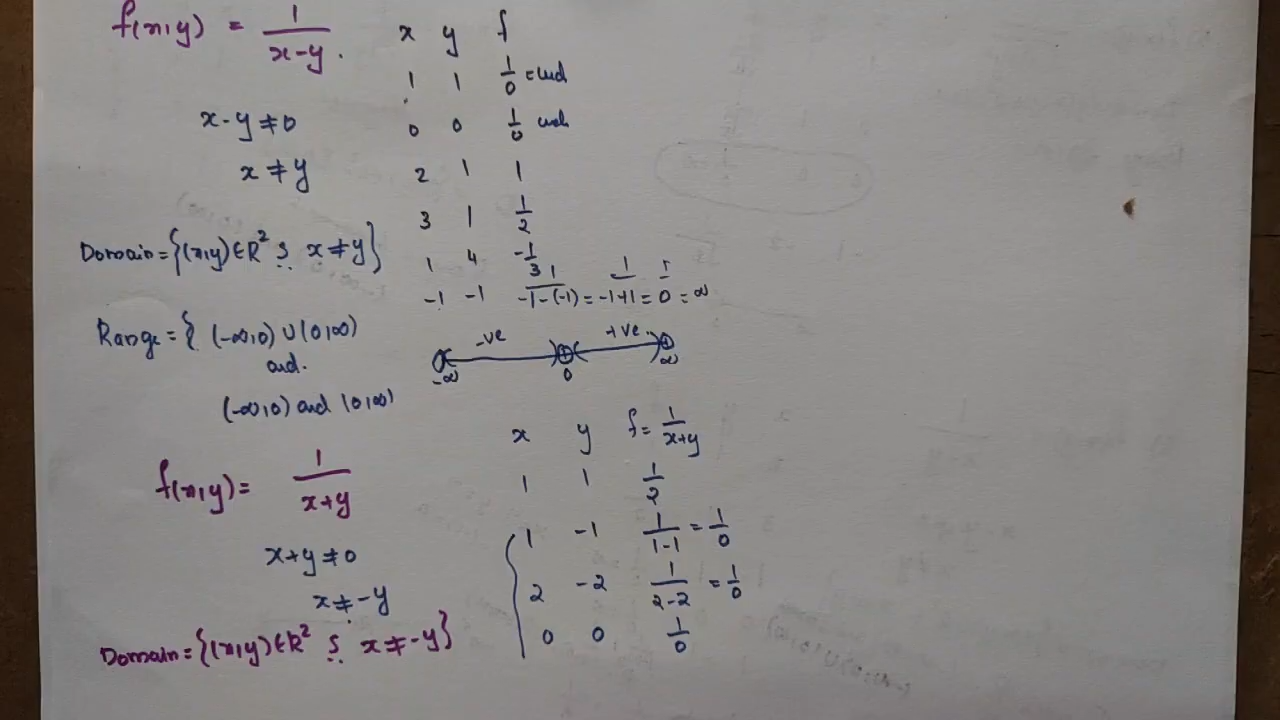 f(x,y) = 1/(x-y).
x y f
1 1 1/0 = und
x-y≠0
0 0 1/0 und
x≠y
2 1 1
3 1 1/2
Domain={(x,y)∈R² ∋ x≠y}
1 4 -1/3
-1 -1 1/(-1-(-1)) = 1/(-1+1) = 1/0 = ∞
Range={ (-∞,0) ∪ (0,∞)
and.
(-∞,0) and (0,∞)
-ve +ve
-∞ 0 ∞
x y f= 1/(x+y)
f(x,y)= 1/(x+y)
1 1 1/2
1 -1 1/(1-1) = 1/0
x+y≠0
2 -2 1/(2-2) = 1/0
x≠-y
0 0 1/0
Domain={(x,y)∈R² ∋ x≠-y}